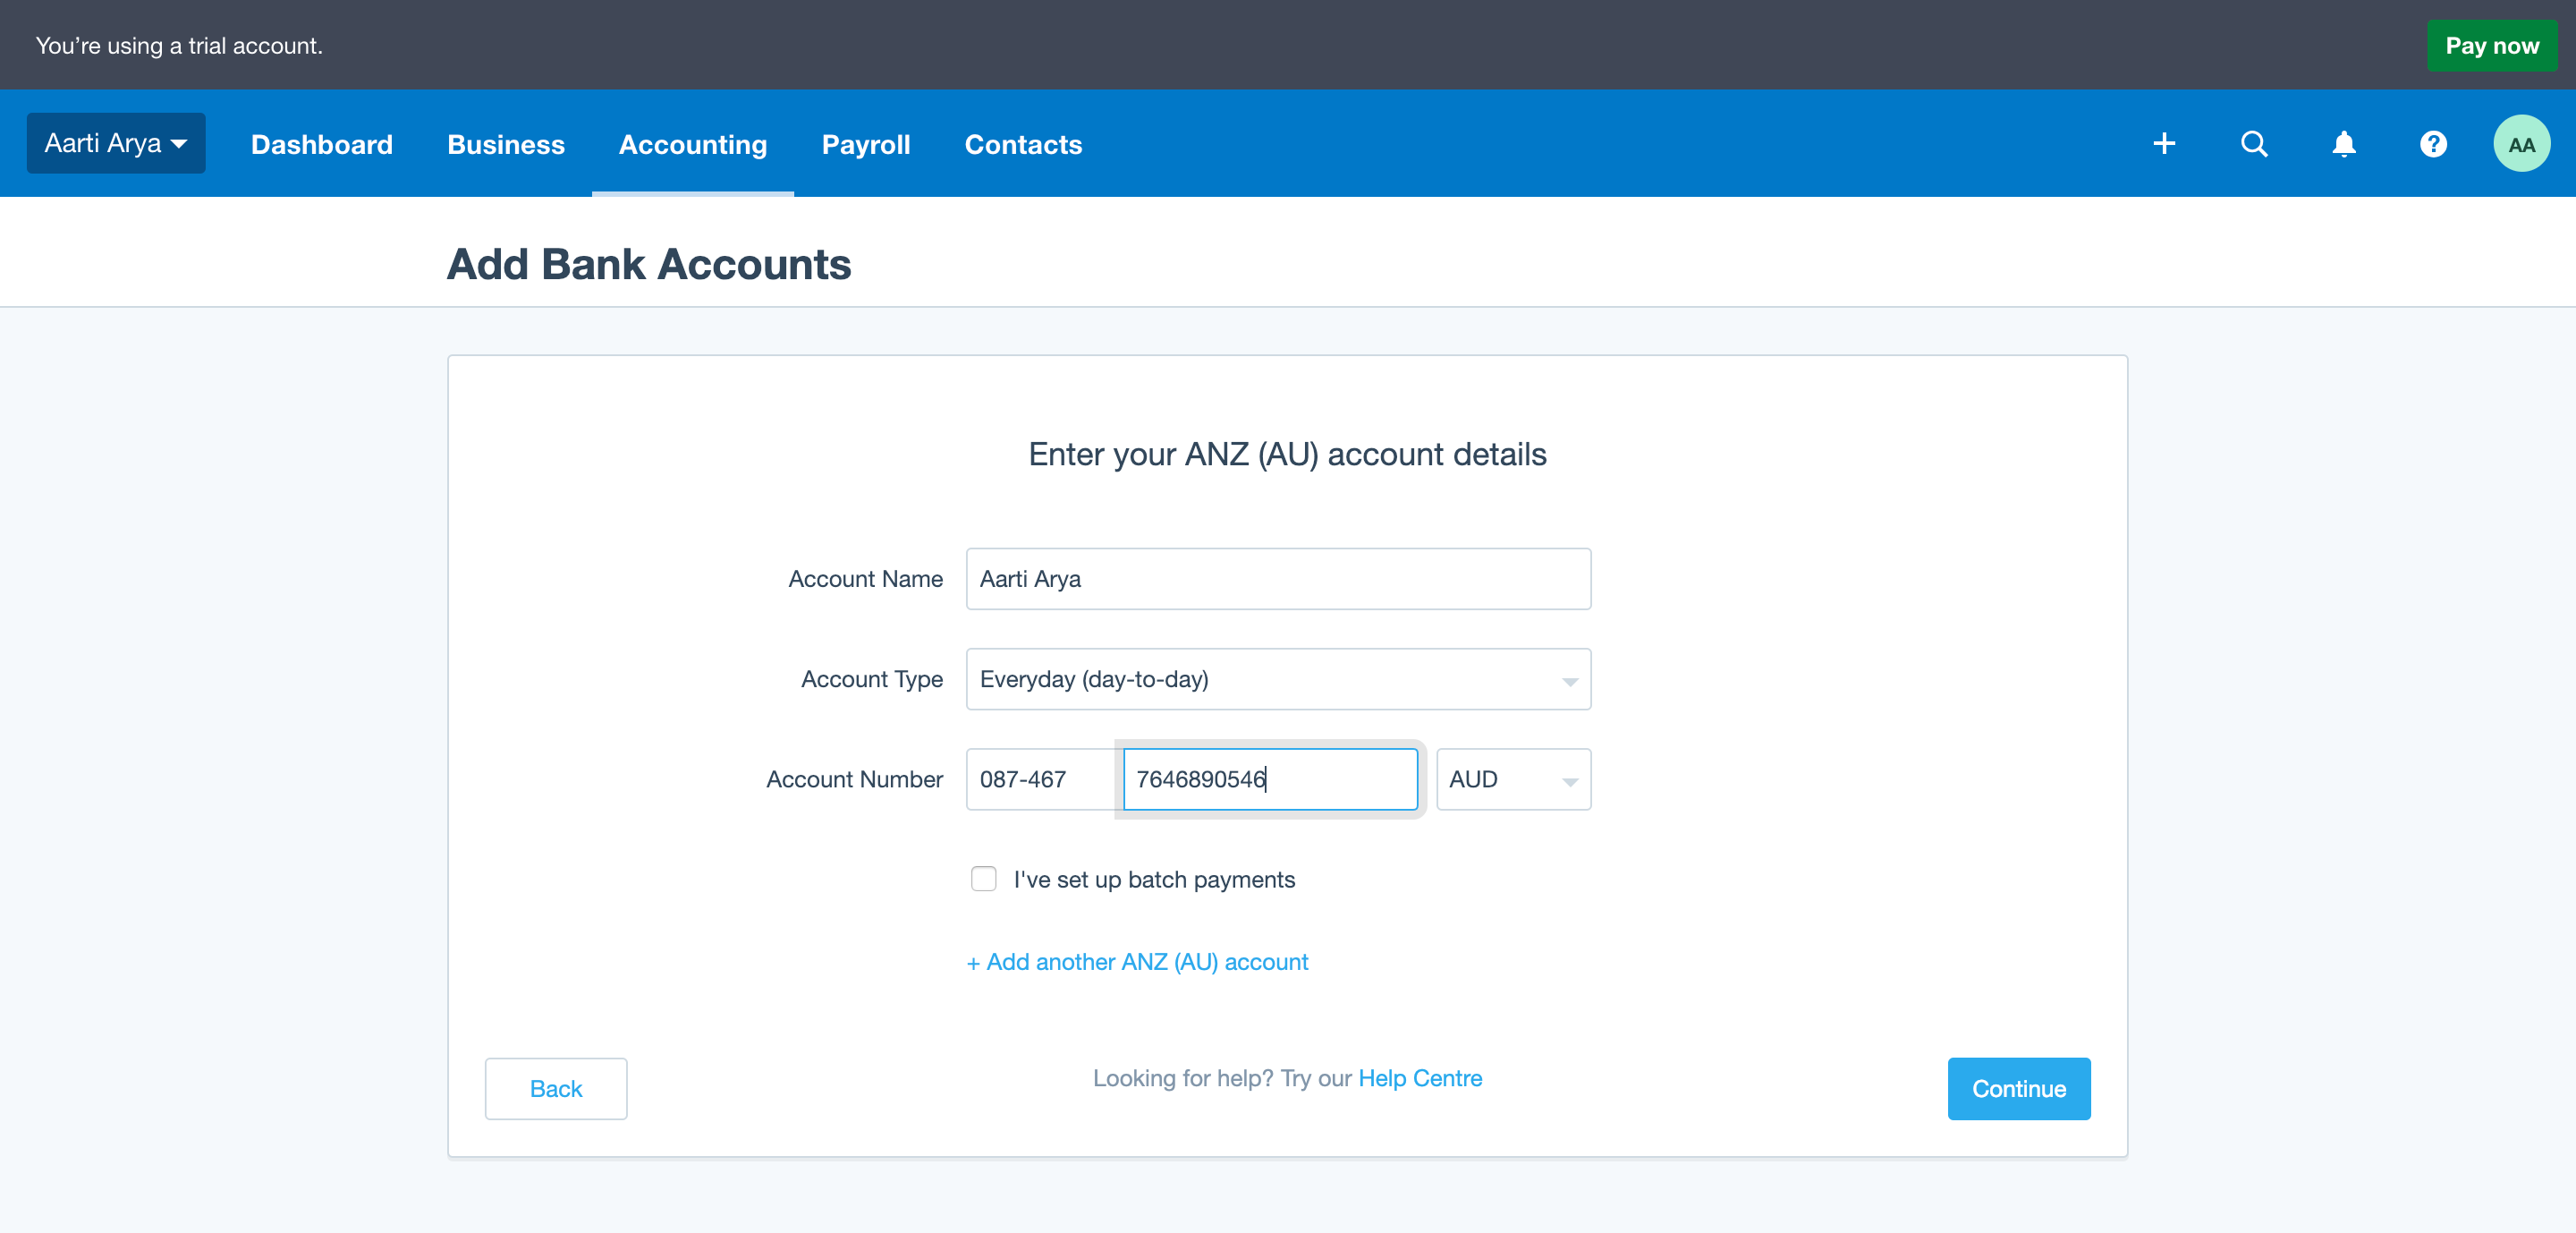 You’re using a trial account.
Pay now
Aarti Arya Dashboard Business Accounting Payroll Contacts ? AA
Add Bank Accounts
Enter your ANZ (AU) account details
Account Name Aarti Arya
Account Type Everyday (day-to-day)
Account Number 087-467 7646890546 AUD
I've set up batch payments
+ Add another ANZ (AU) account
Back Looking for help? Try our Help Centre Continue